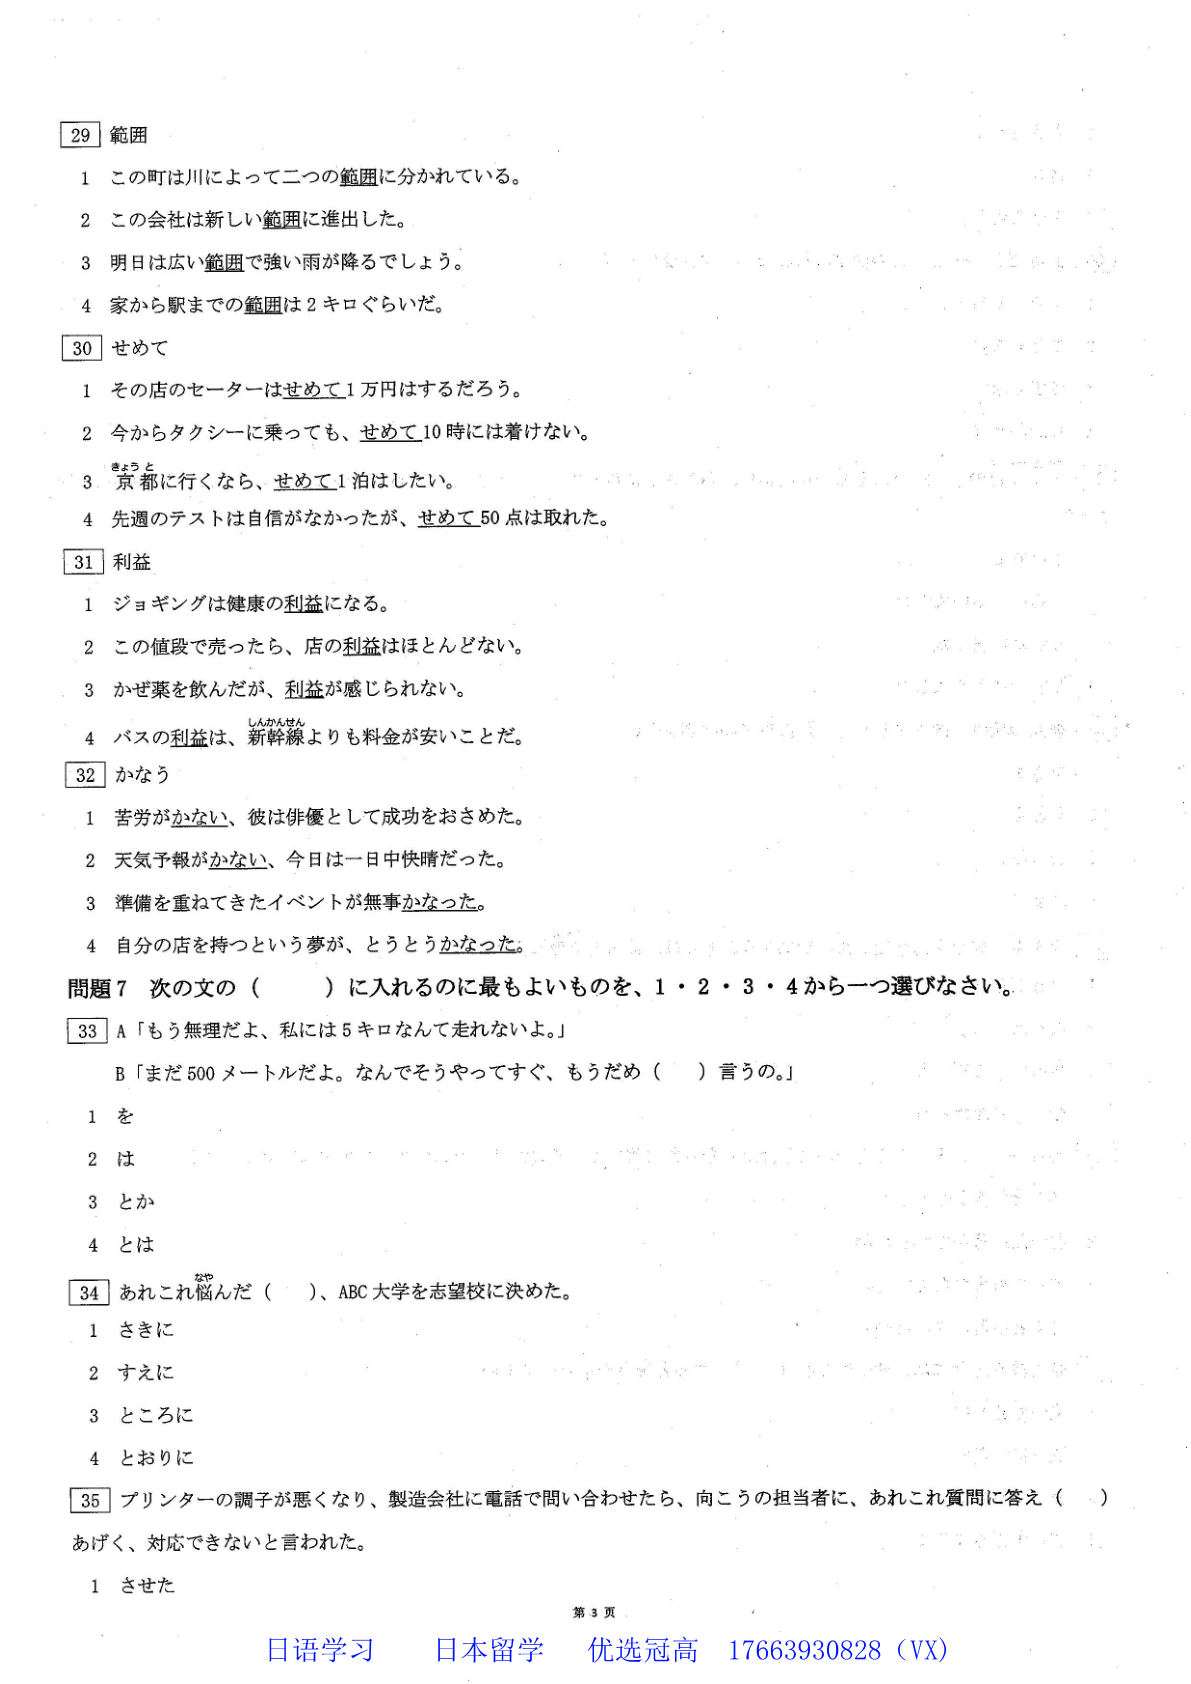 29 範囲
1 この町は川によって二つの範囲に分かれている。
2 この会社は新しい範囲に進出した。
3 明日は広い範囲で強い雨が降るでしょう。
4 家から駅までの範囲は2キロぐらいだ。
30 せめて
1 その店のセーターはせめて1万円はするだろう。
2 今からタクシーに乗っても、せめて10時には着けない。
きょうと
3 京都に行くなら、せめて1泊はしたい。
4 先週のテストは自信がなかったが、せめて50点は取れた。
31 利益
1 ジョギングは健康の利益になる。
2 この値段で売ったら、店の利益はほとんどない。
3 かぜ薬を飲んだが、利益が感じられない。
しんかんせん
4 バスの利益は、新幹線よりも料金が安いことだ。
32 かなう
1 苦労がかない、彼は俳優として成功をおさめた。
2 天気予報がかない、今日は一日中快晴だった。
3 準備を重ねてきたイベントが無事かなった。
4 自分の店を持つという夢が、とうとうかなった。
問題7 次の文の（　　）に入れるのに最もよいものを、1・2・3・4から一つ選びなさい。
33 A「もう無理だよ、私には5キロなんて走れないよ。」
B「まだ500メートルだよ。なんでそうやってすぐ、もうだめ（　　）言うの。」
1 を
2 は
3 とか
4 とは
なや
34 あれこれ悩んだ（　　）、ABC大学を志望校に決めた。
1 さきに
2 すえに
3 ところに
4 とおりに
35 プリンターの調子が悪くなり、製造会社に電話で問い合わせたら、向こうの担当者に、あれこれ質問に答え（　　）
あげく、対応できないと言われた。
1 させた
第 3 页
日语学习 日本留学 优选冠高 17663930828（VX)